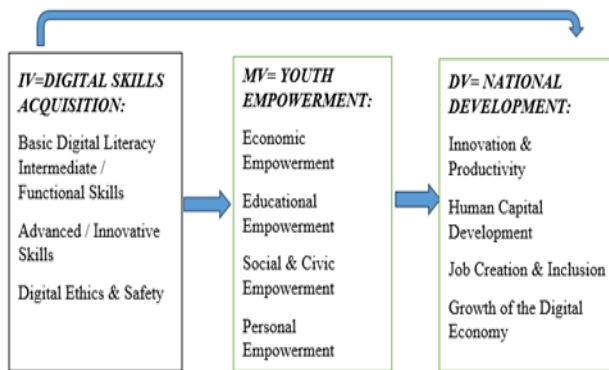 IV=DIGITAL SKILLS
ACQUISITION:
Basic Digital Literacy
Intermediate /
Functional Skills
Advanced / Innovative
Skills
Digital Ethics & Safety
MV= YOUTH
EMPOWERMENT:
Economic
Empowerment
Educational
Empowerment
Social & Civic
Empowerment
Personal
Empowerment
DV= NATIONAL
DEVELOPMENT:
Innovation &
Productivity
Human Capital
Development
Job Creation & Inclusion
Growth of the Digital
Economy